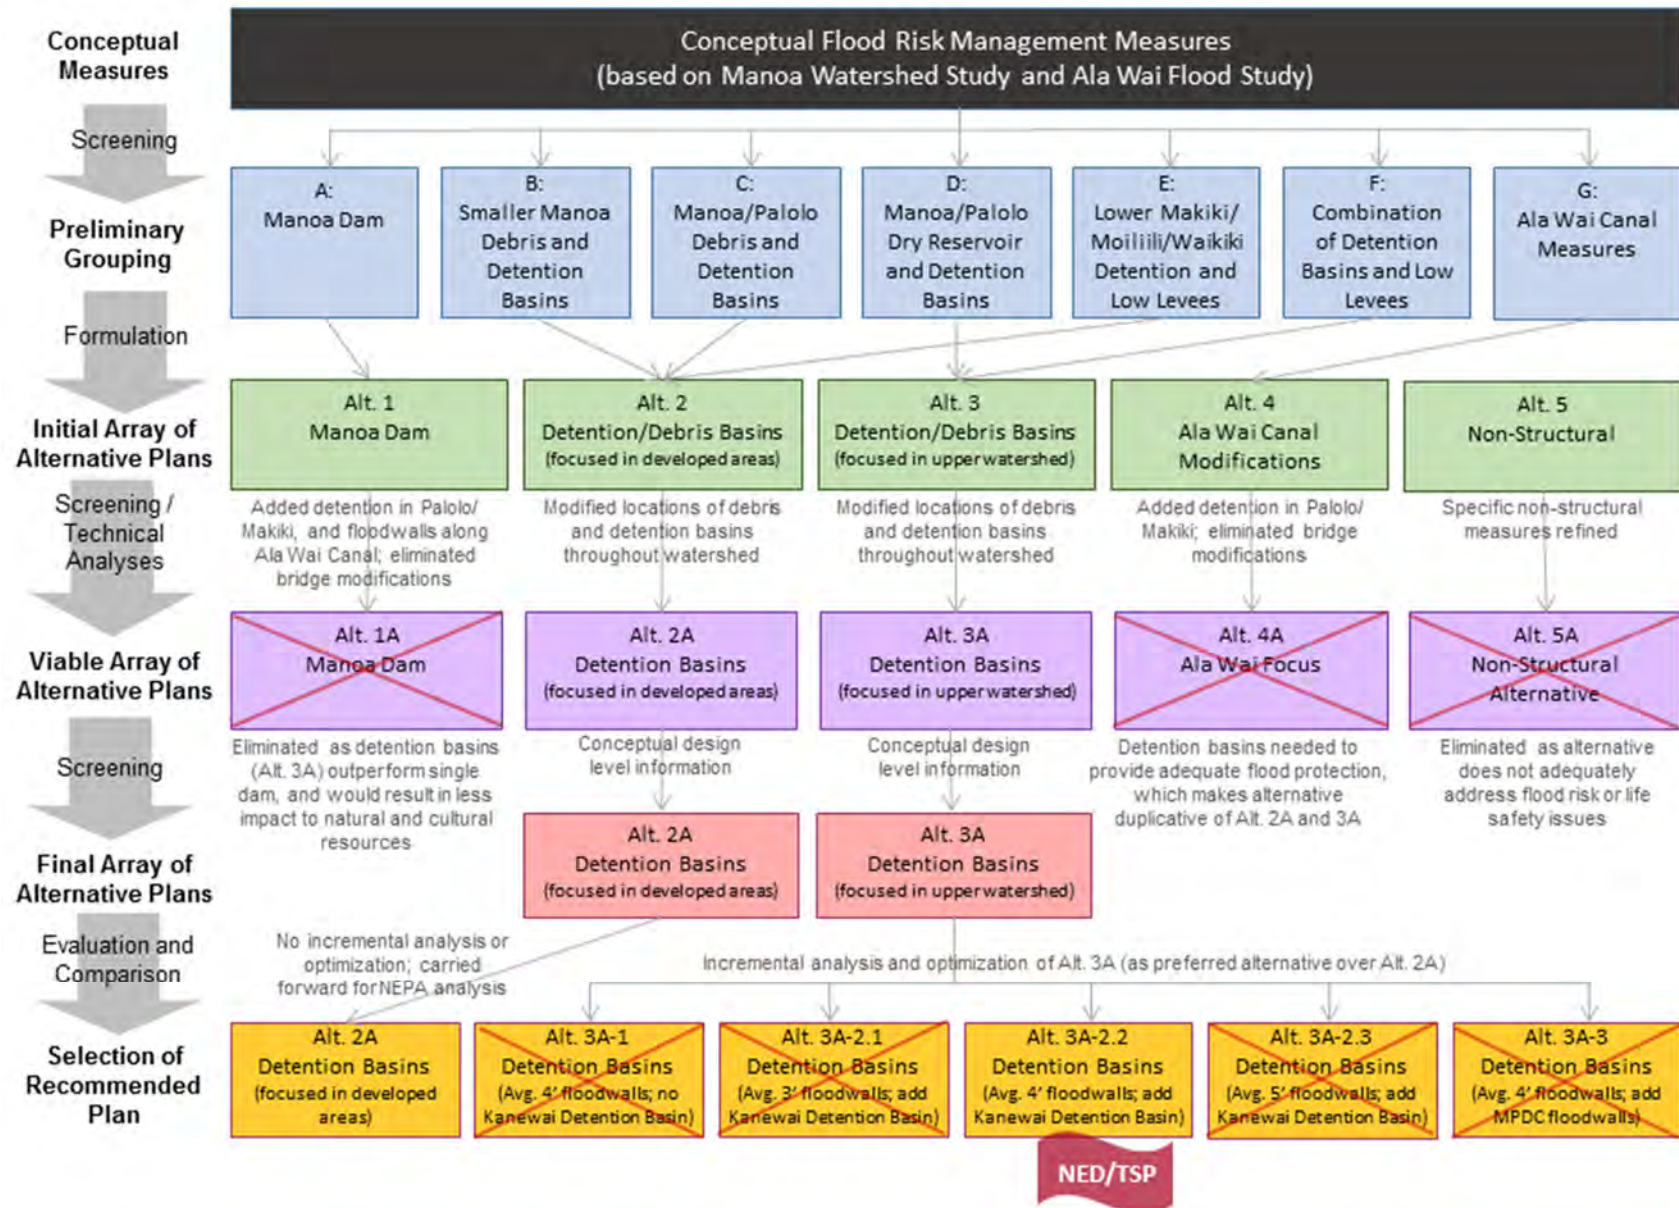 Conceptual
Measures
Conceptual Flood Risk Management Measures
(based on Manoa Watershed Study and Ala Wai Flood Study)
Screening
Preliminary
Grouping
A:
Manoa Dam
B:
Smaller Manoa
Debris and
Detention
Basins
C:
Manoa/Palolo
Debris and
Detention
Basins
D:
Manoa/Palolo
Dry Reservoir
and Detention
Basins
E:
Lower Makiki/
Moiliili/Waikiki
Detention and
Low Levees
F:
Combination
of Detention
Basins and Low
Levees
G:
Ala Wai Canal
Measures
Formulation
Initial Array of
Alternative Plans
Alt. 1
Manoa Dam
Alt. 2
Detention/Debris Basins
(focused in developed areas)
Alt. 3
Detention/Debris Basins
(focused in upper watershed)
Alt. 4
Ala Wai Canal
Modifications
Alt. 5
Non-Structural
Screening /
Technical
Analyses
Added detention in Palolo/
Makiki, and floodwalls along
Ala Wai Canal; eliminated
bridge modifications
Modified locations of debris
and detention basins
throughout watershed
Modified locations of debris
and detention basins
throughout watershed
Added detention in Palolo/
Makiki; eliminated bridge
modifications
Specific non-structural
measures refined
Viable Array of
Alternative Plans
Alt. 1A
Manoa Dam
Alt. 2A
Detention Basins
(focused in developed areas)
Alt. 3A
Detention Basins
(focused in upper watershed)
Alt. 4A
Ala Wai Focus
Alt. 5A
Non-Structural
Alternative
Screening
Eliminated as detention basins
(Alt. 3A) outperform single
dam, and would result in less
impact to natural and cultural
resources
Conceptual design
level information
Conceptual design
level information
Detention basins needed to
provide adequate flood protection,
which makes alternative
duplicative of Alt. 2A and 3A
Eliminated as alternative
does not adequately
address flood risk or life
safety issues
Final Array of
Alternative Plans
Alt. 2A
Detention Basins
(focused in developed areas)
Alt. 3A
Detention Basins
(focused in upper watershed)
Evaluation and
Comparison
No incremental analysis or
optimization; carried
forward for NEPA analysis
Incremental analysis and optimization of Alt. 3A (as preferred alternative over Alt. 2A)
Selection of
Recommended
Plan
Alt. 2A
Detention Basins
(focused in developed
areas)
Alt. 3A-1
Detention Basins
(Avg. 4' floodwalls; no
Kanewai Detention Basin)
Alt. 3A-2.1
Detention Basins
(Avg. 3' floodwalls; add
Kanewai Detention Basin)
Alt. 3A-2.2
Detention Basins
(Avg. 4' floodwalls; add
Kanewai Detention Basin)
Alt. 3A-2.3
Detention Basins
(Avg. 5' floodwalls; add
Kanewai Detention Basin)
Alt. 3A-3
Detention Basins
(Avg. 4' floodwalls; add
MPDC floodwalls)
NED/TSP